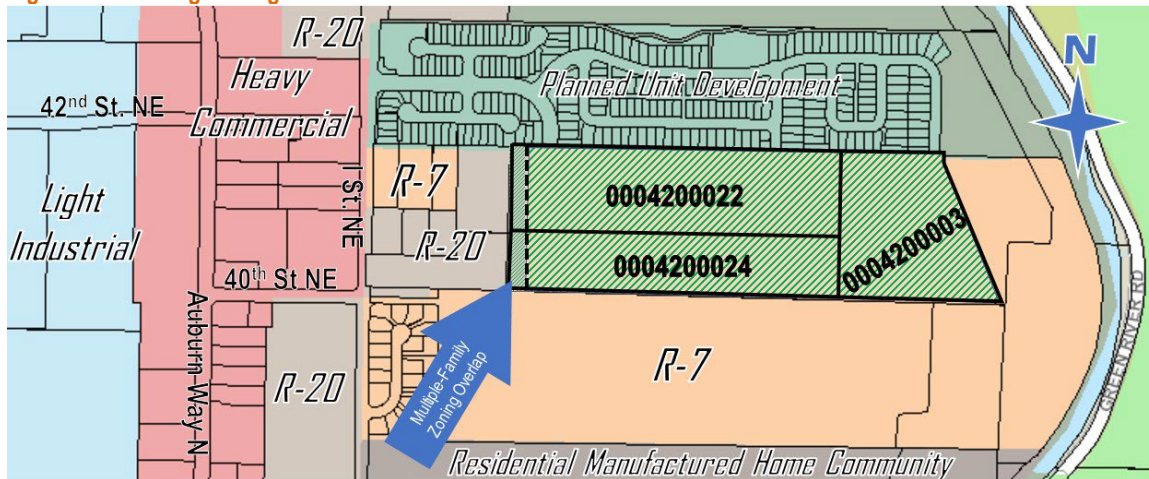 R-20
N
Heavy
Commercial
Planned Unit Development
42nd St. NE
I St. NE
R-7
0004200022
Light
Industrial
R-20
0004200024
0004200003
40th St NE
Auburn Way N
R-20
Multiple-Family
Zoning Overlap
R-7
GREEN RIVER RD
Residential Manufactured Home Community